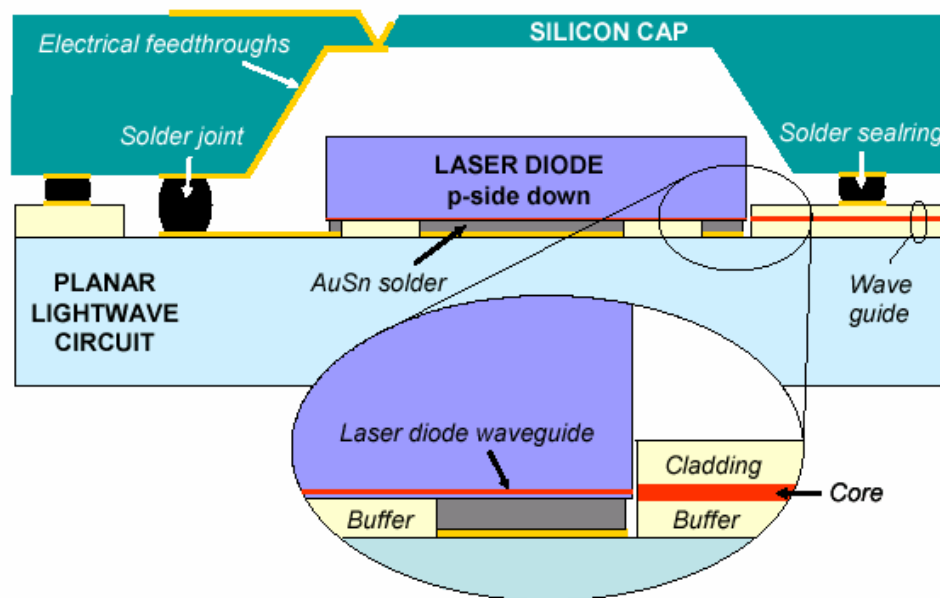 SILICON CAP
Electrical feedthroughs
Solder joint
Solder sealring
LASER DIODE
p-side down
AuSn solder
Wave
guide
PLANAR
LIGHTWAVE
CIRCUIT
Laser diode waveguide
Cladding
Core
Buffer
Buffer